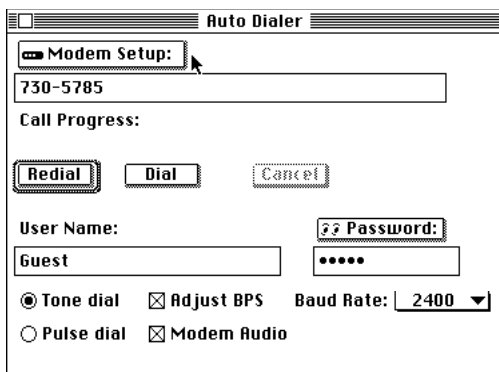 Auto Dialer
Modem Setup:
730-5785
Call Progress:
Redial Dial Cancel
User Name: Password:
Guest •••••
Tone dial Adjust BPS Baud Rate: 2400
Pulse dial Modem Audio